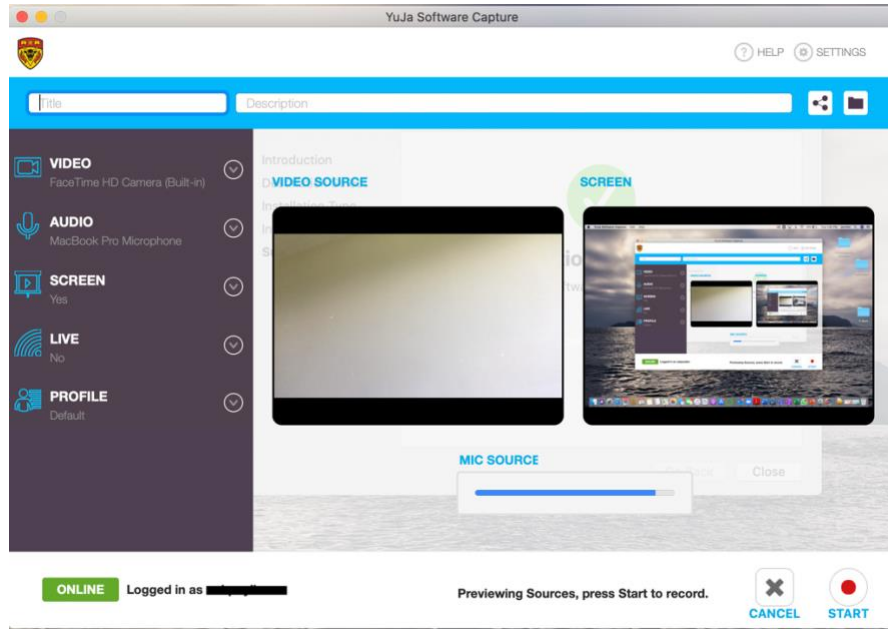 YuJa Software Capture
HELP
SETTINGS
Title
Description
VIDEO
FaceTime HD Camera (Built-in)
AUDIO
MacBook Pro Microphone
SCREEN
Yes
LIVE
No
PROFILE
Default
Introduction
VIDEO SOURCE
SCREEN
MIC SOURCE
Close
ONLINE Logged in as
Previewing Sources, press Start to record.
CANCEL
START